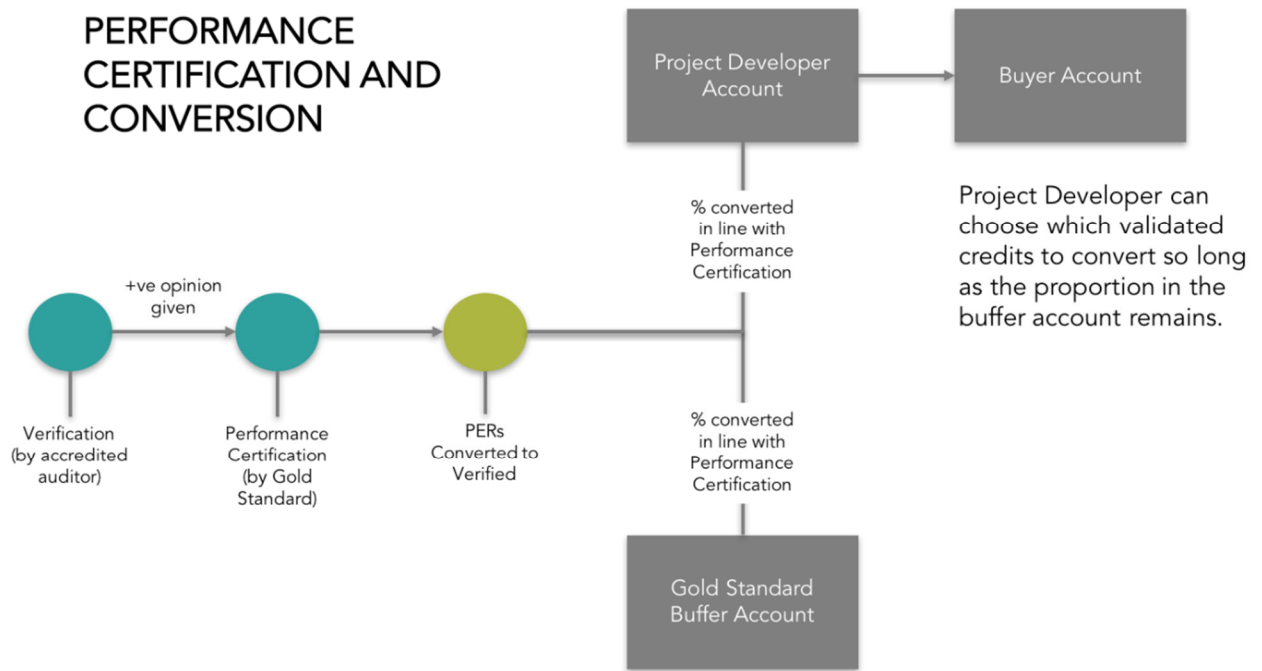 PERFORMANCE
CERTIFICATION AND
CONVERSION
Project Developer
Account
Buyer Account
% converted
in line with
Performance
Certification
Project Developer can
choose which validated
credits to convert so long
as the proportion in the
buffer account remains.
+ve opinion
given
Verification
(by accredited
auditor)
Performance
Certification
(by Gold
Standard)
PERs
Converted to
Verified
% converted
in line with
Performance
Certification
Gold Standard
Buffer Account